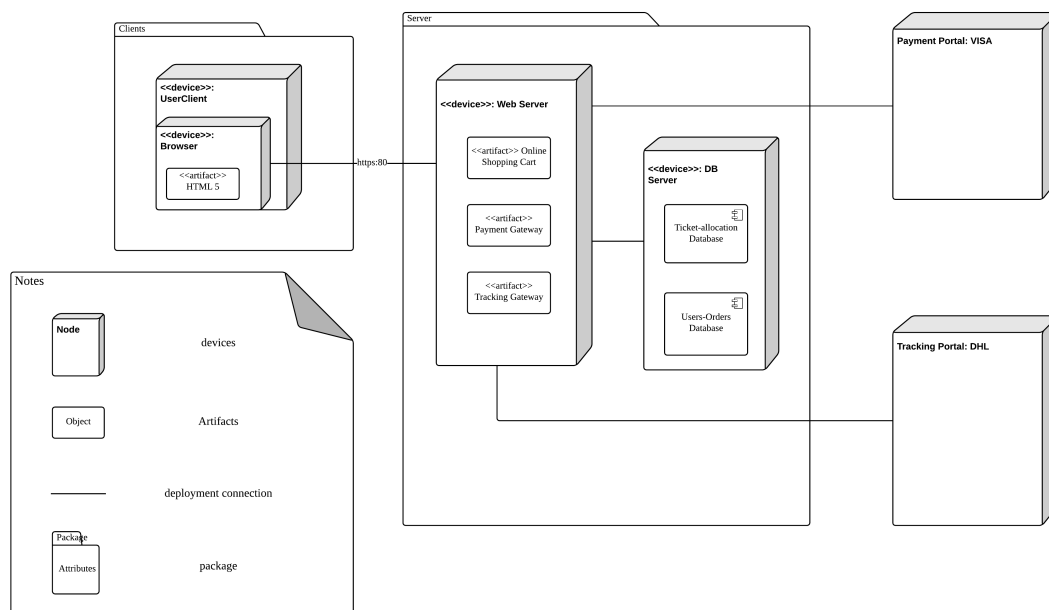 Clients
<<device>>:
UserClient
<<device>>:
Browser
<<artifact>>
HTML 5
https:80
Server
<<device>>: Web Server
<<artifact>> Online
Shopping Cart
<<artifact>>
Payment Gateway
<<artifact>>
Tracking Gateway
<<device>>: DB
Server
Ticket-allocation
Database
Users-Orders
Database
Payment Portal: VISA
Tracking Portal: DHL
Notes
Node
devices
Object
Artifacts
deployment connection
Package
Attributes
package